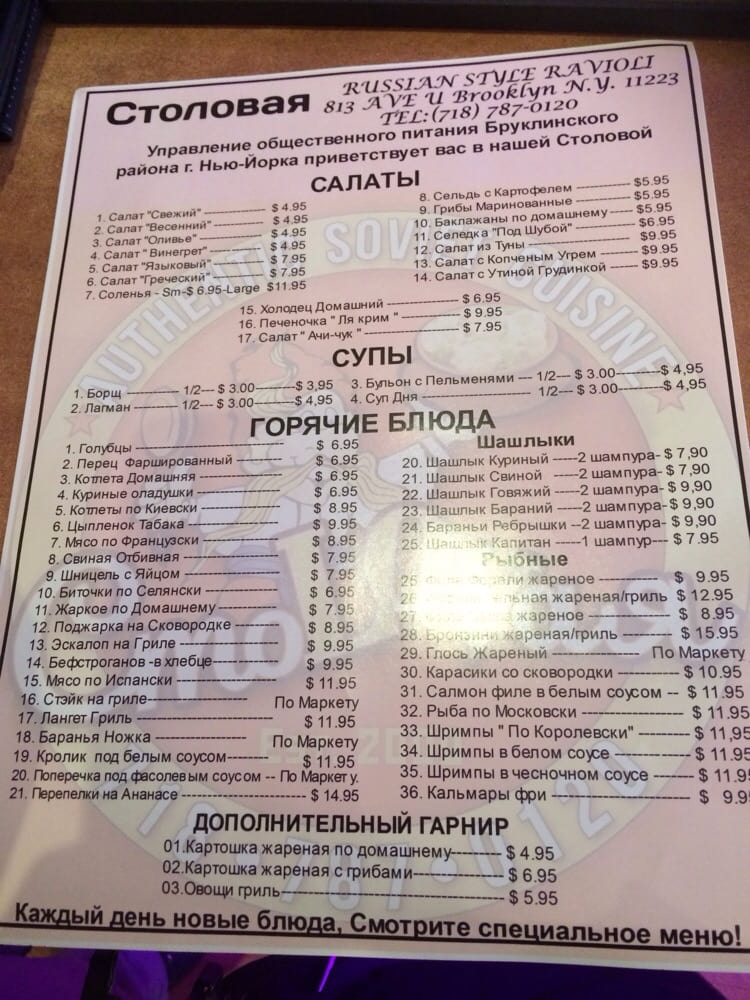 Столовая
RUSSIAN STYLE RAVIOLI
813 AVE U Brooklyn N.Y. 11223
TEL:(718) 787-0120
Управление общественного питания Бруклинского
района г. Нью-Йорка приветствует вас в нашей Столовой
САЛАТЫ
1. Салат "Свежий" ---------------- $ 4.95
2. Салат "Весенний" -------------- $ 4.95
3. Салат "Оливье" ---------------- $ 4.95
4. Салат " Винегрет" -------------- $ 4.95
5. Салат "Языковый" -------------- $ 7.95
6. Салат "Греческий" -------------- $ 7.95
7. Соленья - Sm-$ 6.95-Large $11.95
8. Сельдь с Картофелем ------------- $5.95
9. Грибы Маринованные ------------- $5.95
10. Баклажаны по домашнему------ $5.95
11. Селедка "Под Шубой" ------------ $6.95
12. Салат из Туны --------------------- $9.95
13. Салат с Копченым Угрем -------- $9.95
14. Салат с Утиной Грудинкой ------- $9.95
15. Холодец Домашний ------------- $ 6.95
16. Печеночка " Ля крим " ----------- $ 9.95
17. Салат " Ачи-чук " ----------------- $ 7.95
СУПЫ
1. Борщ ---------- 1/2--- $ 3.00---------$ 3,95
2. Лагман ---------- 1/2--- $ 3.00--------$ 4,95
3. Бульон с Пельменями --- 1/2--- $ 3.00---------$ 4,95
4. Суп Дня ------------------- 1/2--- $ 3.00---------$ 4,95
ГОРЯЧИЕ БЛЮДА
1. Голубцы ------------------------- $ 6.95
2. Перец Фаршированный ---------- $ 6.95
3. Котлета Домашняя ---------------- $ 6.95
4. Куриные оладушки --------------- $ 6.95
5. Котлеты по Киевски -------------- $ 8.95
6. Цыпленок Табака ----------------- $ 9.95
7. Мясо по Французски ------------- $ 8.95
8. Свиная Отбивная ----------------- $ 7.95
9. Шницель с Яйцом ---------------- $ 7.95
10. Биточки по Селянски ----------- $ 6.95
11. Жаркое по Домашнему--------- $ 7.95
12. Поджарка на Сковородке ------ $ 8.95
13. Эскалоп на Гриле --------------- $ 9.95
14. Бефстроганов -в хлебце-------- $ 9.95
15. Мясо по Испански -------------- $ 11.95
16. Стэйк на гриле------------------ По Маркету
17. Лангет Гриль -------------------- $ 11.95
18. Баранья Ножка ----------------- По Маркету
19. Кролик под белым соусом------- $ 11.95
20. Поперечка под фасолевым соусом -- По Маркету.
21. Перепелки на Ананасе ----------------- $ 14.95
Шашлыки
20. Шашлык Куриный -----2 шампура- $ 7,90
21. Шашлык Свиной -----2 шампура- $ 7,90
22. Шашлык Говяжий -----2 шампура- $ 9,90
23. Шашлык Бараний -----2 шампура- $ 9,90
24. Бараньи Ребрышки --2 шампура- $ 9,90
25. Шашлык Капитан -----1 шампур--- $ 7.95
Рыбные
25. жареное ------------ $ 9.95
26. жареная/гриль $ 12.95
27. жареное ------------ $ 8.95
28. Бронзини жареная/гриль ------- $ 15.95
29. Глось Жареный ---------------- По Маркету
30. Карасики со сковородки -------- $ 10.95
31. Салмон филе в белым соусом -- $ 11.95
32. Рыба по Московски -------------- $ 11.95
33. Шримпы " По Королевски" ------ $ 11,95
34. Шримпы в белом соусе --------- $ 11.95
35. Шримпы в чесночном соусе ---- $ 11.95
36. Кальмары фри ------------------- $ 9.95
ДОПОЛНИТЕЛЬНЫЙ ГАРНИР
01.Картошка жареная по домашнему-------- $ 4.95
02.Картошка жареная с грибами-------------- $ 6.95
03.Овощи гриль---------------------------------- $ 5.95
Каждый день новые блюда, Смотрите специальное меню!